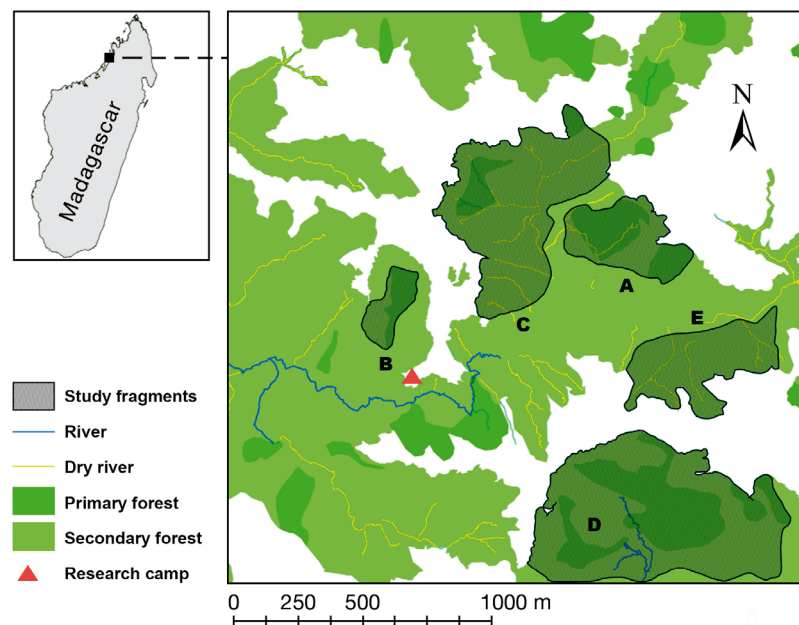 Madagascar
N
A
B
C
E
D
Study fragments
River
Dry river
Primary forest
Secondary forest
Research camp
0 250 500 1000 m